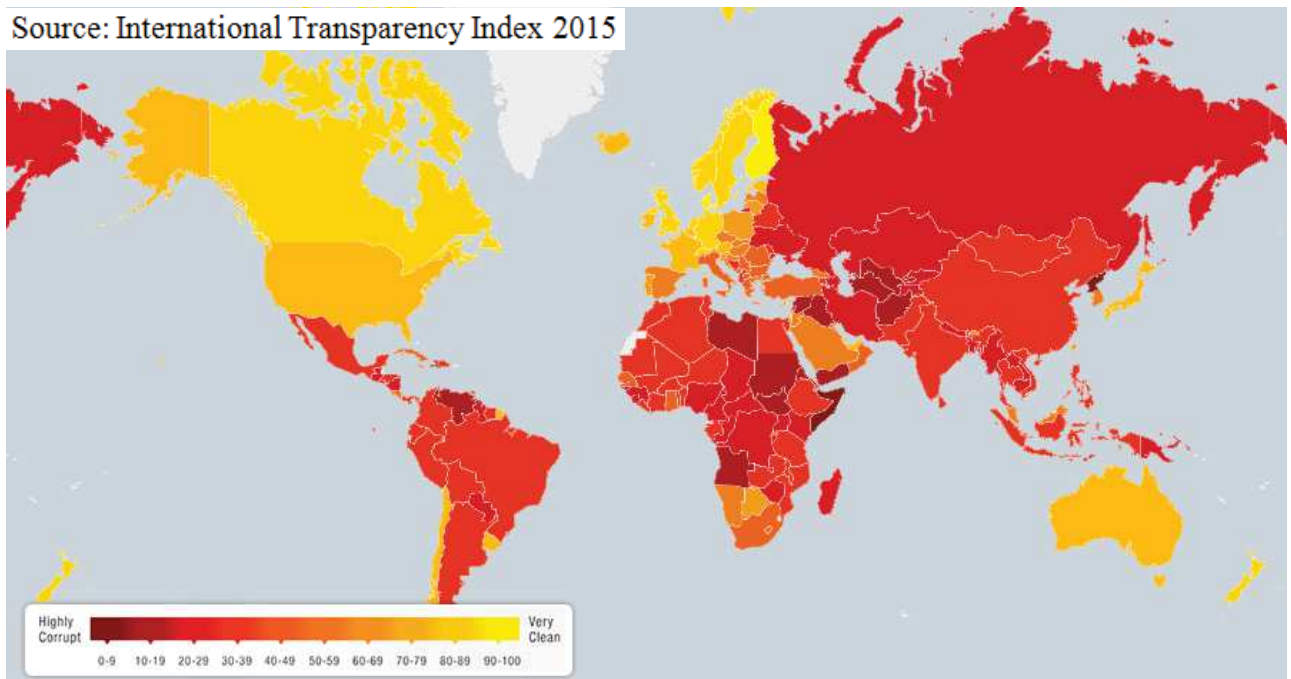 Source: International Transparency Index 2015
Highly Corrupt
0-9 10-19 20-29 30-39 40-49 50-59 60-69 70-79 80-89 90-100
Very Clean